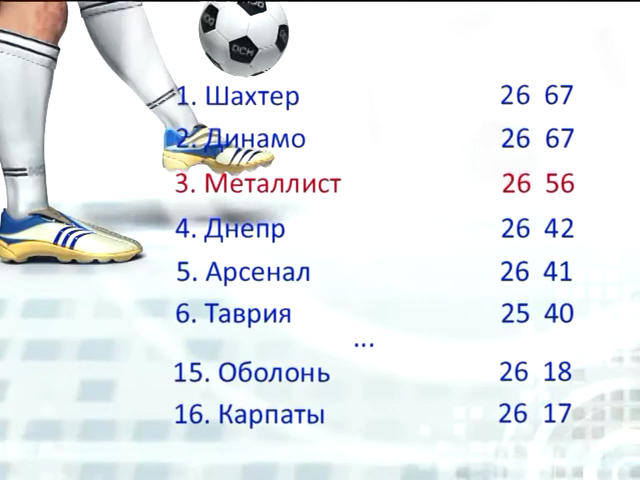 1. Шахтер 26 67
2. Динамо 26 67
3. Металлист 26 56
4. Днепр 26 42
5. Арсенал 26 41
6. Таврия 25 40
...
15. Оболонь 26 18
16. Карпаты 26 17